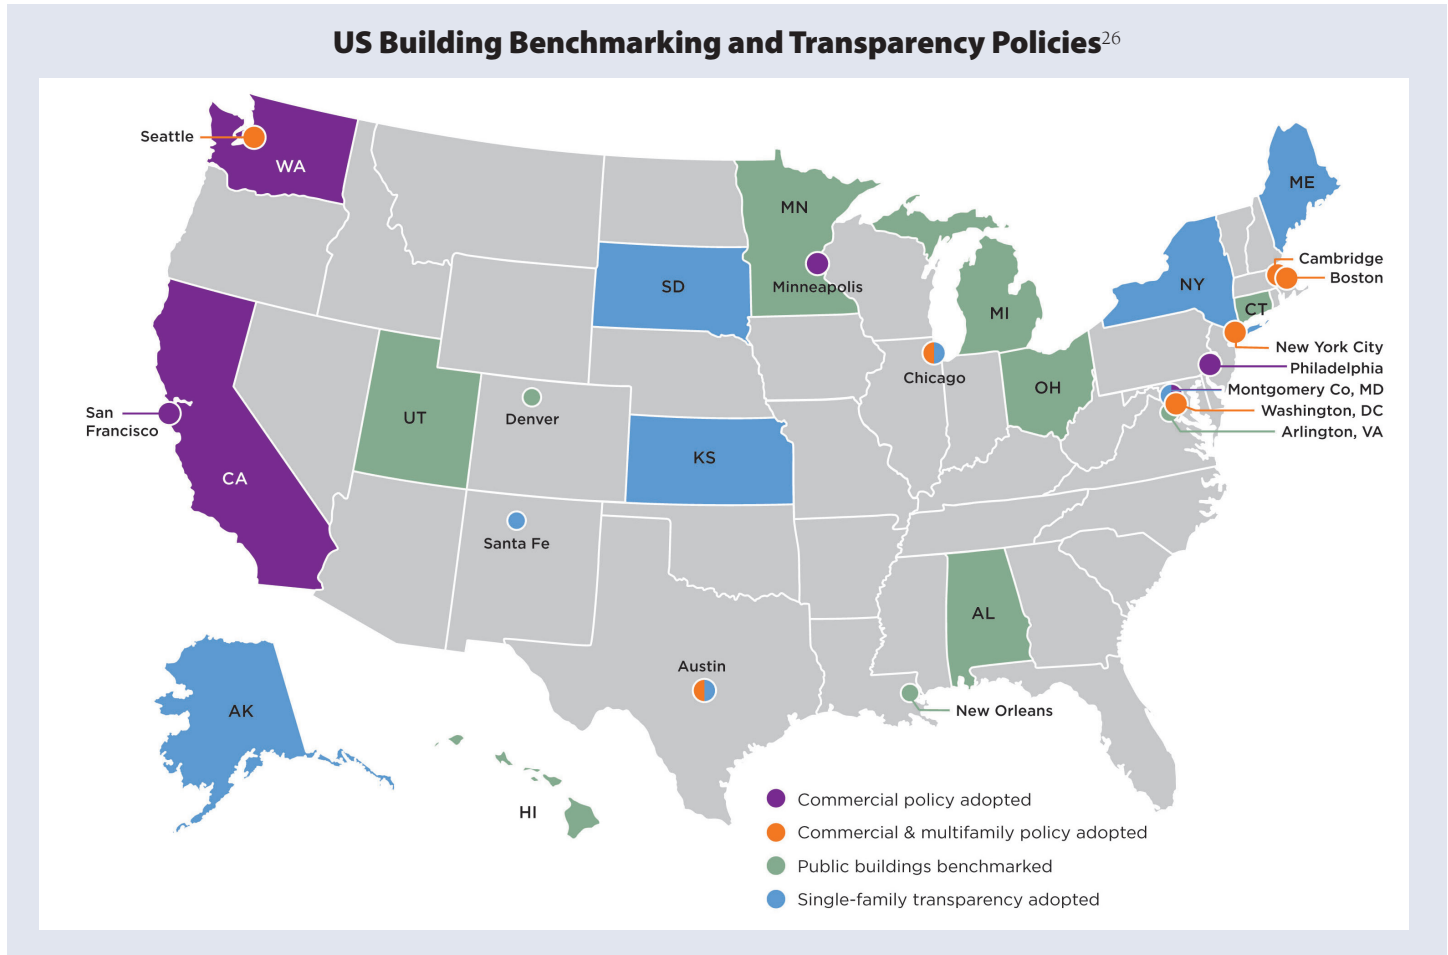 US Building Benchmarking and Transparency Policies26
Seattle
WA
MN
ME
Cambridge
Boston
SD
Minneapolis
NY
MI
CT
New York City
Philadelphia
Chicago
Montgomery Co, MD
Washington, DC
Arlington, VA
OH
San
Francisco
UT
Denver
KS
CA
Santa Fe
AL
Austin
AK
New Orleans
HI
Commercial policy adopted
Commercial & multifamily policy adopted
Public buildings benchmarked
Single-family transparency adopted